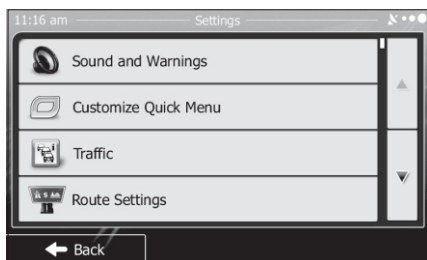 11:16 am
Settings
Sound and Warnings
Customize Quick Menu
Traffic
Route Settings
Back